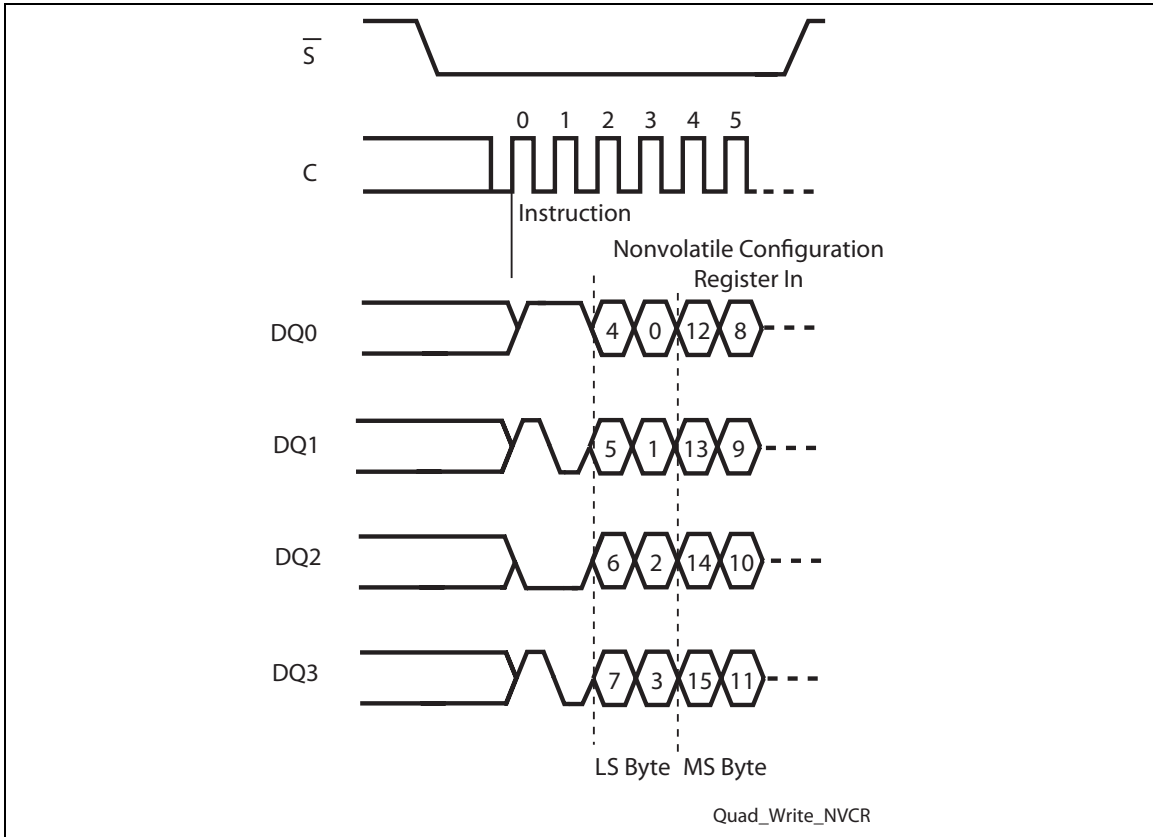 S
0 1 2 3 4 5
C
Instruction
Nonvolatile Configuration
Register In
DQ0 4 0 12 8
DQ1 5 1 13 9
DQ2 6 2 14 10
DQ3 7 3 15 11
LS Byte MS Byte
Quad_Write_NVCR